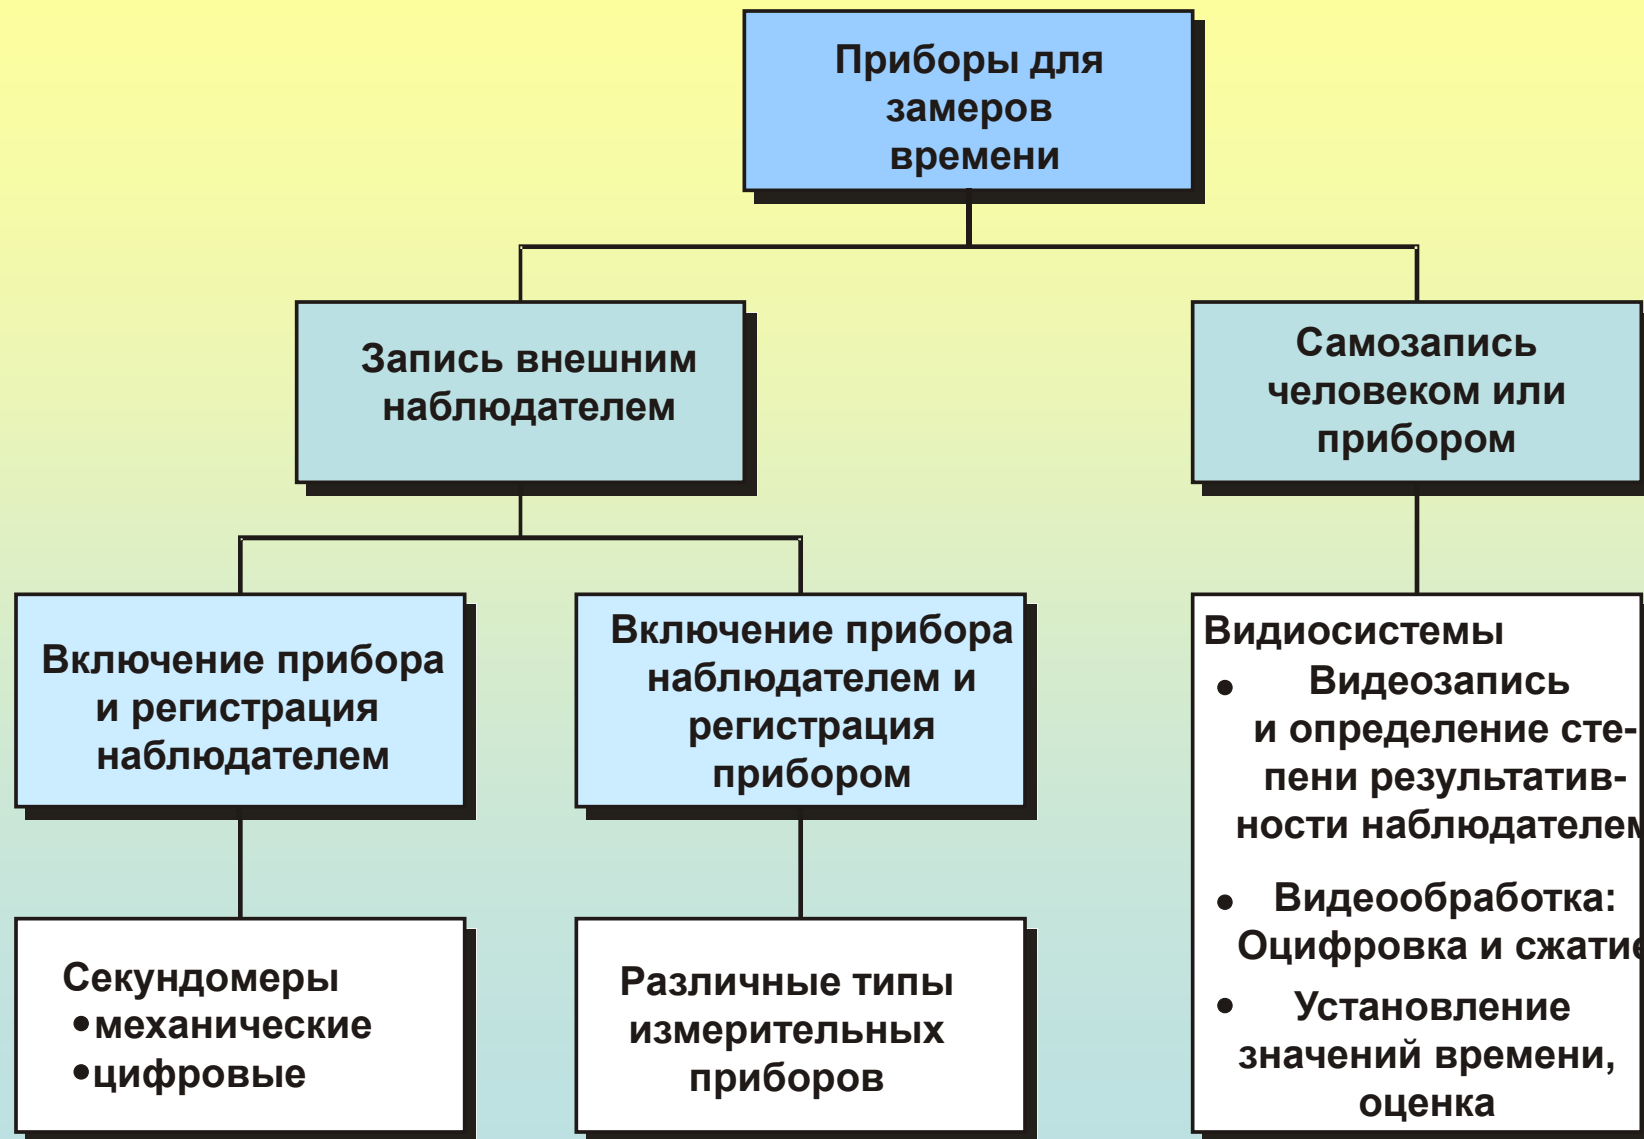 Приборы для
замеров
времени
Запись внешним
наблюдателем
Самозапись
человеком или
прибором
Включение прибора
и регистрация
наблюдателем
Включение прибора
наблюдателем и
регистрация
прибором
Секундомеры
•механические
•цифровые
Различные типы
измерительных
приборов
Видиосистемы
• Видеозапись
и определение сте-
пени результатив-
ности наблюдателем
• Видеообработка:
Оцифровка и сжатие
• Установление
значений времени,
оценка